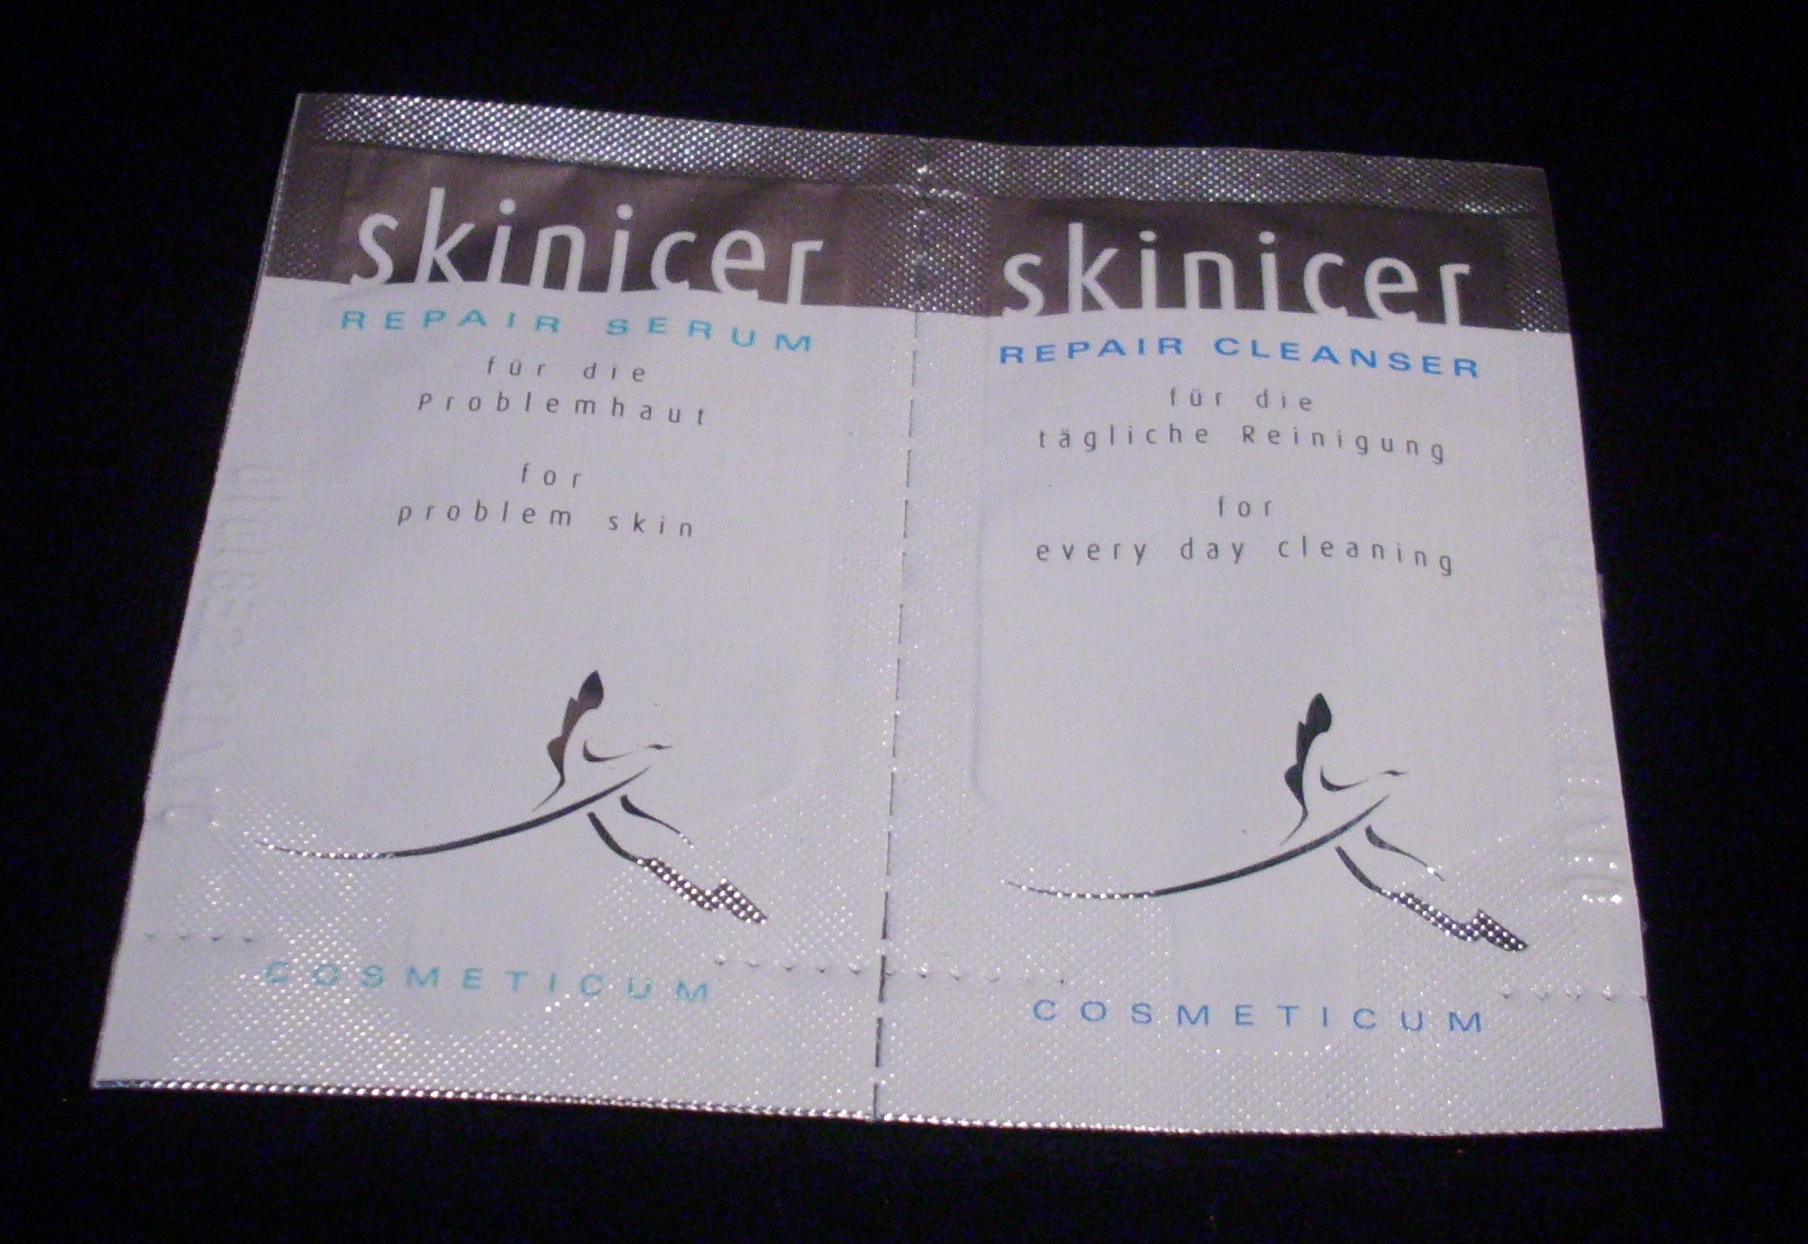 skinicer
REPAIR SERUM
für die
Problemhaut
for
problem skin
COSMETICUM
skinicer
REPAIR CLEANSER
für die
tägliche Reinigung
for
every day cleaning
COSMETICUM